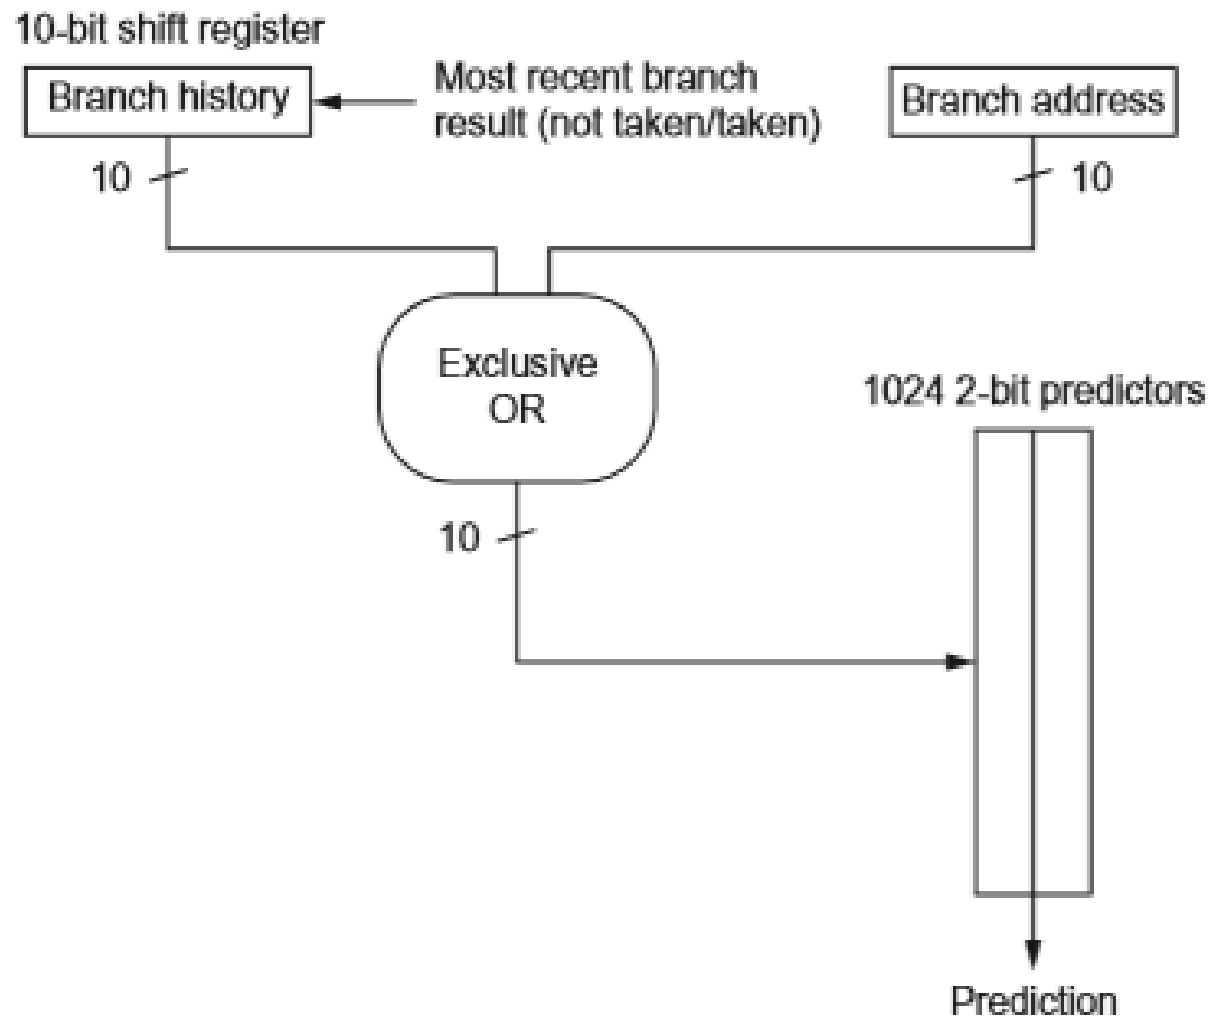 10-bit shift register
Branch history
Most recent branch
result (not taken/taken)
Branch address
10
10
Exclusive
OR
1024 2-bit predictors
10
Prediction